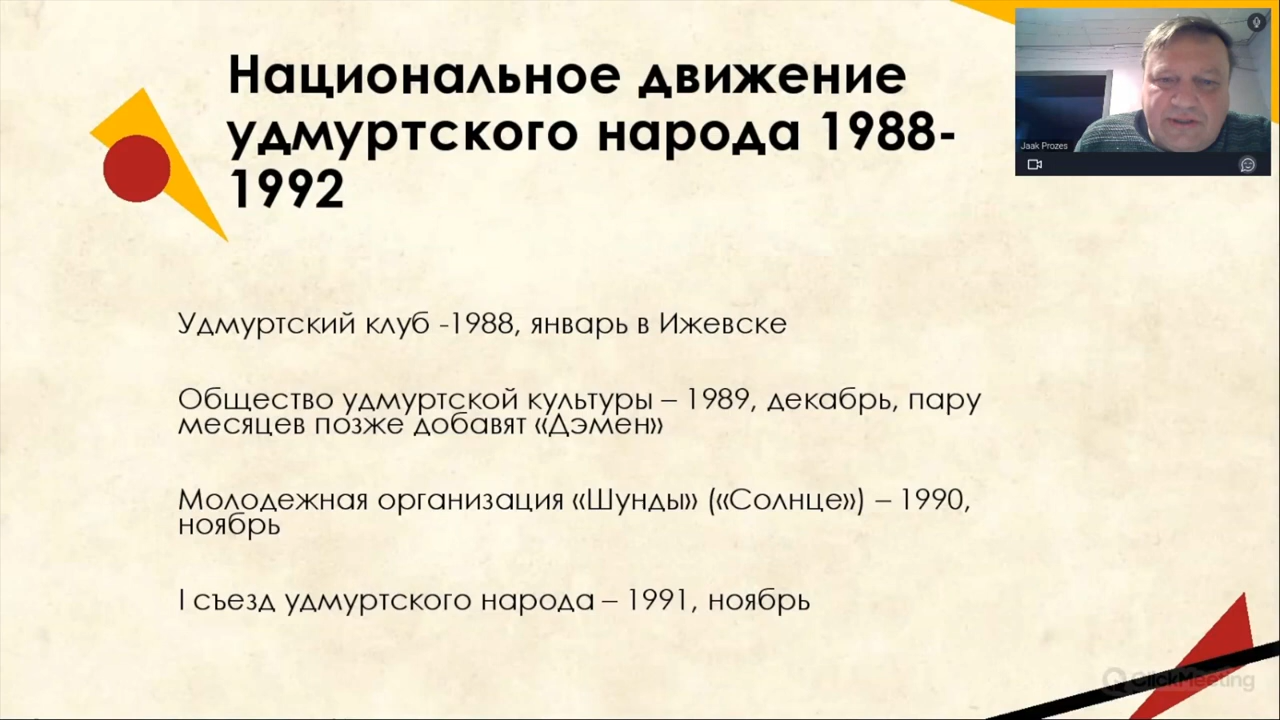 Национальное движение
удмуртского народа 1988-
1992
Jaak Prozes
Удмуртский клуб -1988, январь в Ижевске
Общество удмуртской культуры – 1989, декабрь, пару
месяцев позже добавят «Дэмен»
Молодежная организация «Шунды» («Солнце») – 1990,
ноябрь
I съезд удмуртского народа – 1991, ноябрь
ClickMeeting